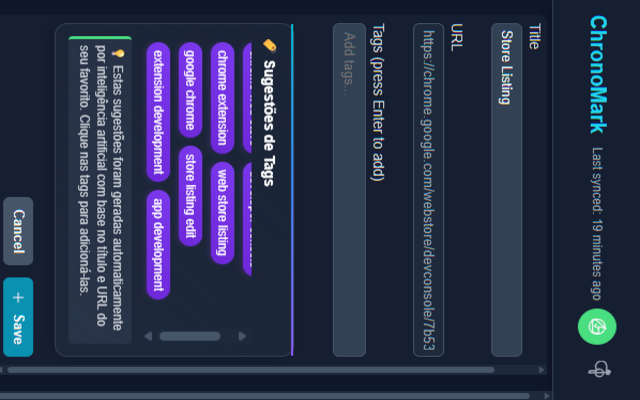 ChronoMark
Last synced: 19 minutes ago
Title
Store Listing
URL
https://chrome.google.com/webstore/devconsole/7b53
Tags (press Enter to add)
Add tags...
Sugestões de Tags
chrome extension web store listing
google chrome store listing edit
extension development app development
💡 Estas sugestões foram geradas automaticamente
por inteligência artificial com base no título e URL do
seu favorito. Clique nas tags para adicioná-las.
Cancel + Save